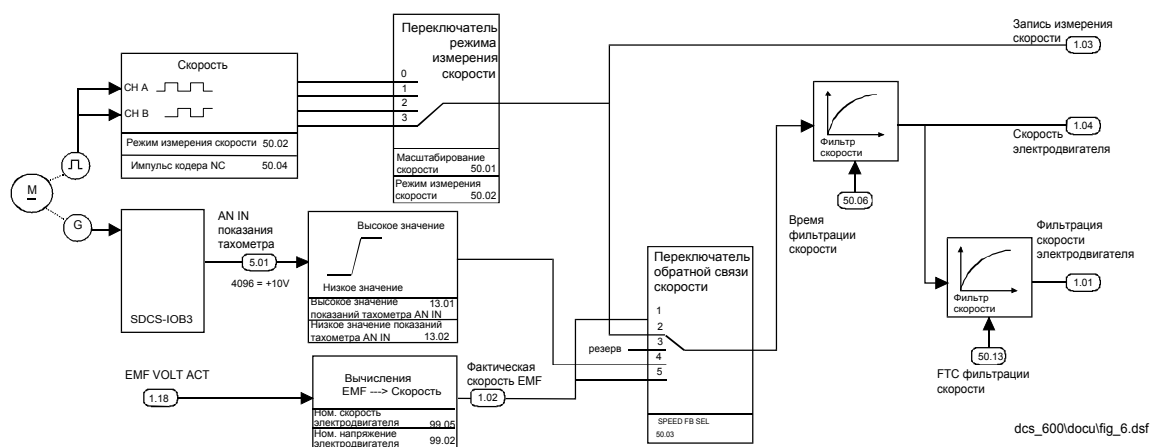 Скорость
CH A
CH B
Режим измерения скорости 50.02
Импульс кодера NC 50.04
Переключатель
режима
измерения
скорости
0
1
2
3
Масштабирование
скорости 50.01
Режим измерения
скорости 50.02
Запись измерения
скорости
1.03
Фильтр
скорости
50.06
Время
фильтрации
скорости
1.04
Скорость
электродвигателя
M
G
SDCS-IOB3
AN IN
показания
тахометра
5.01
4096 = +10V
Высокое значение
Низкое значение
Высокое значение 13.01
показаний тахометра AN IN
Низкое значение показаний
тахометра AN IN 13.02
Переключатель
обратной связи
скорости
1
2
3
4
5
резерв
SPEED FB SEL
50.03
Фильтрация
скорости
электродвигателя
1.01
Фильтр
скорости
50.13
FTC фильтрации
скорости
EMF VOLT ACT
1.18
Вычисления
EMF ---> Скорость
Ном. скорость
электродвигателя 99.05
Ном. напряжение
электродвигателя 99.02
Фактическая
скорость EMF
1.02
dcs_600\docu\fig_6.dsf